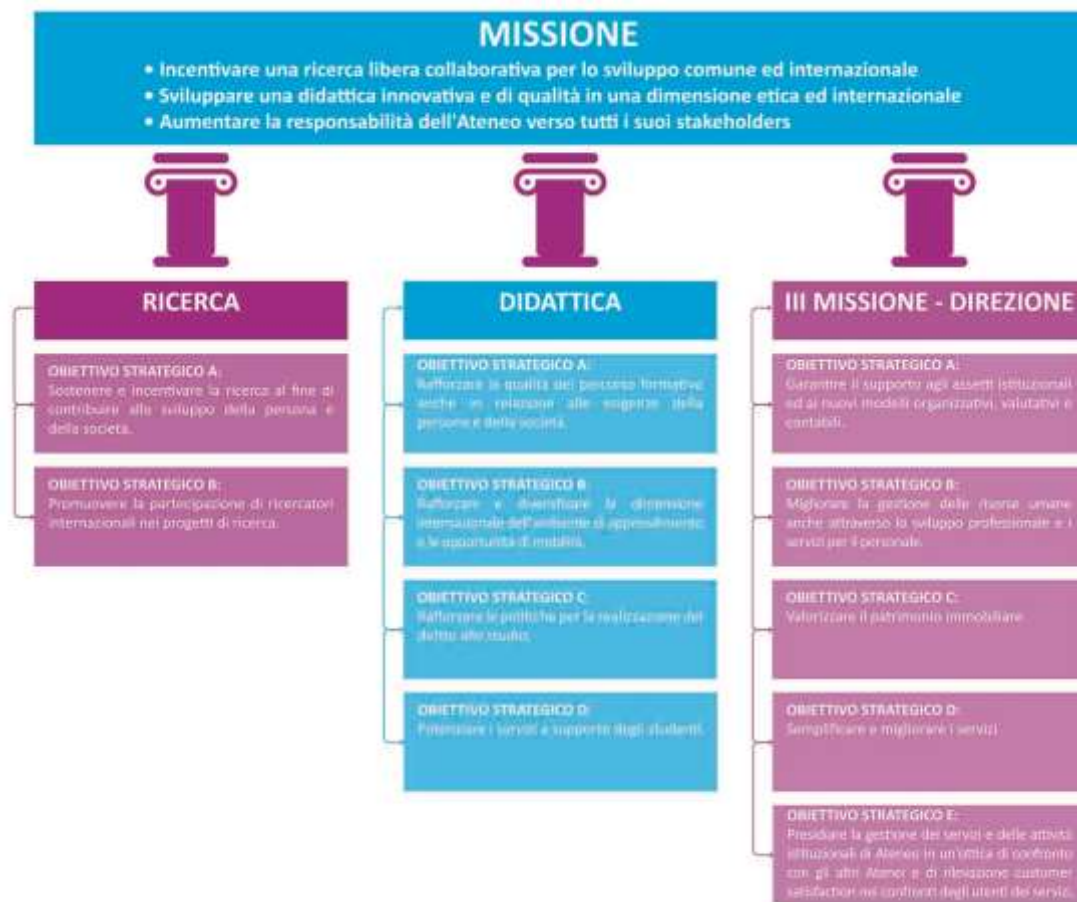 MISSIONE
• Incentivare una ricerca libera collaborativa per lo sviluppo comune ed internazionale
• Sviluppare una didattica innovativa e di qualità in una dimensione etica ed internazionale
• Aumentare la responsabilità dell'Ateneo verso tutti i suoi stakeholders
RICERCA
OBIETTIVO STRATEGICO A:
Sostenere e incentivare la ricerca al fine di
contribuire allo sviluppo della persona e
della società.
OBIETTIVO STRATEGICO B:
Promuovere la partecipazione di ricercatori
internazionali nei progetti di ricerca.
DIDATTICA
OBIETTIVO STRATEGICO A:
Rafforzare la qualità del percorso formativo
anche in relazione alle esigenze della
persona e della società.
OBIETTIVO STRATEGICO B:
Rafforzare e diversificare la dimensione
internazionale dell'ambiente di apprendimento
e le opportunità di mobilità.
OBIETTIVO STRATEGICO C:
Rafforzare le politiche per la realizzazione del
diritto allo studio.
OBIETTIVO STRATEGICO D:
Potenziare i servizi a supporto degli studenti.
III MISSIONE - DIREZIONE
OBIETTIVO STRATEGICO A:
Garantire il supporto agli assetti istituzionali
ed ai nuovi modelli organizzativi, valutativi e
contabili.
OBIETTIVO STRATEGICO B:
Migliorare la gestione delle risorse umane
anche attraverso lo sviluppo professionale e i
servizi per il personale.
OBIETTIVO STRATEGICO C:
Valorizzare il patrimonio immobiliare.
OBIETTIVO STRATEGICO D:
Semplificare e migliorare i servizi.
OBIETTIVO STRATEGICO E:
Presidiare la gestione dei servizi e delle attività
istituzionali di Ateneo in un'ottica di confronto
con gli altri Atenei e di rilevazione customer
satisfaction nei confronti degli utenti dei servizi.